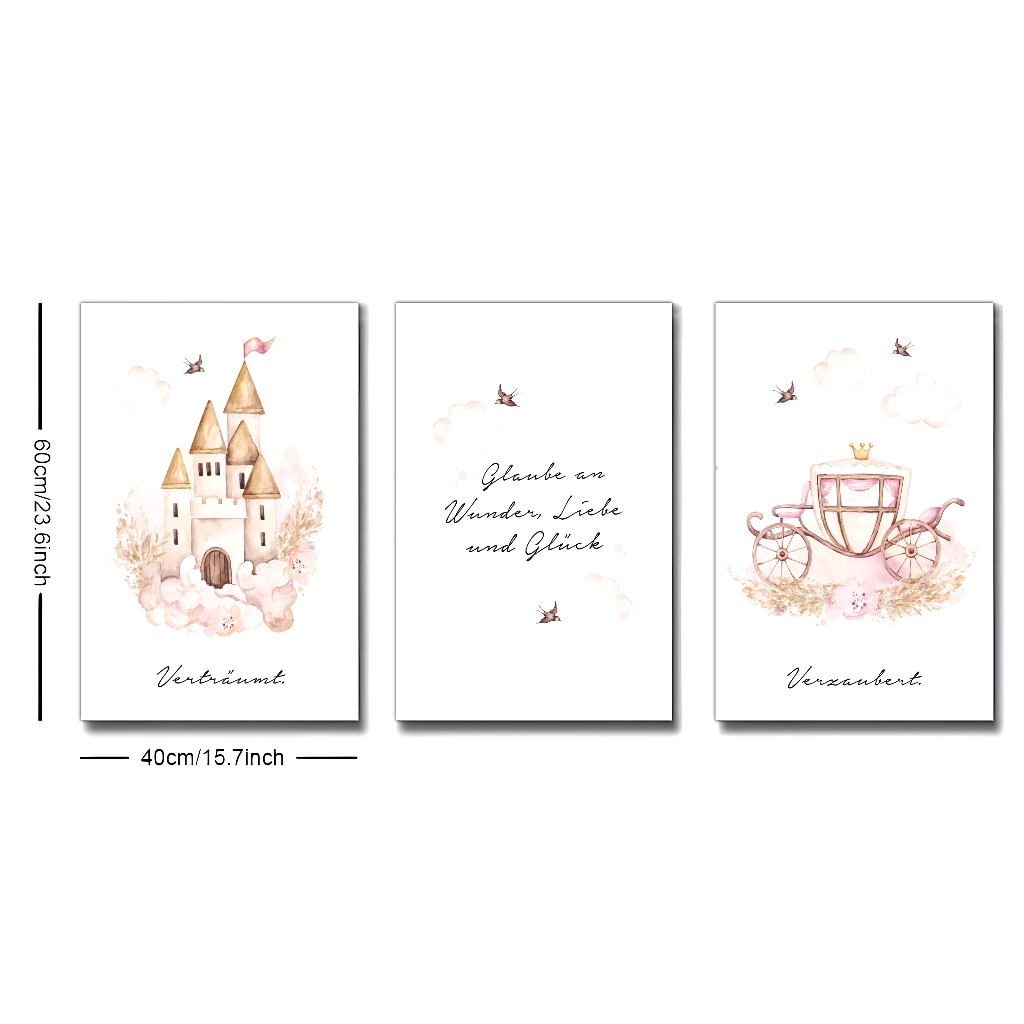 60cm/23.6inch
Verträumt.
Glaube an
Wunder, Liebe
und Glück
Verzaubert.
40cm/15.7inch